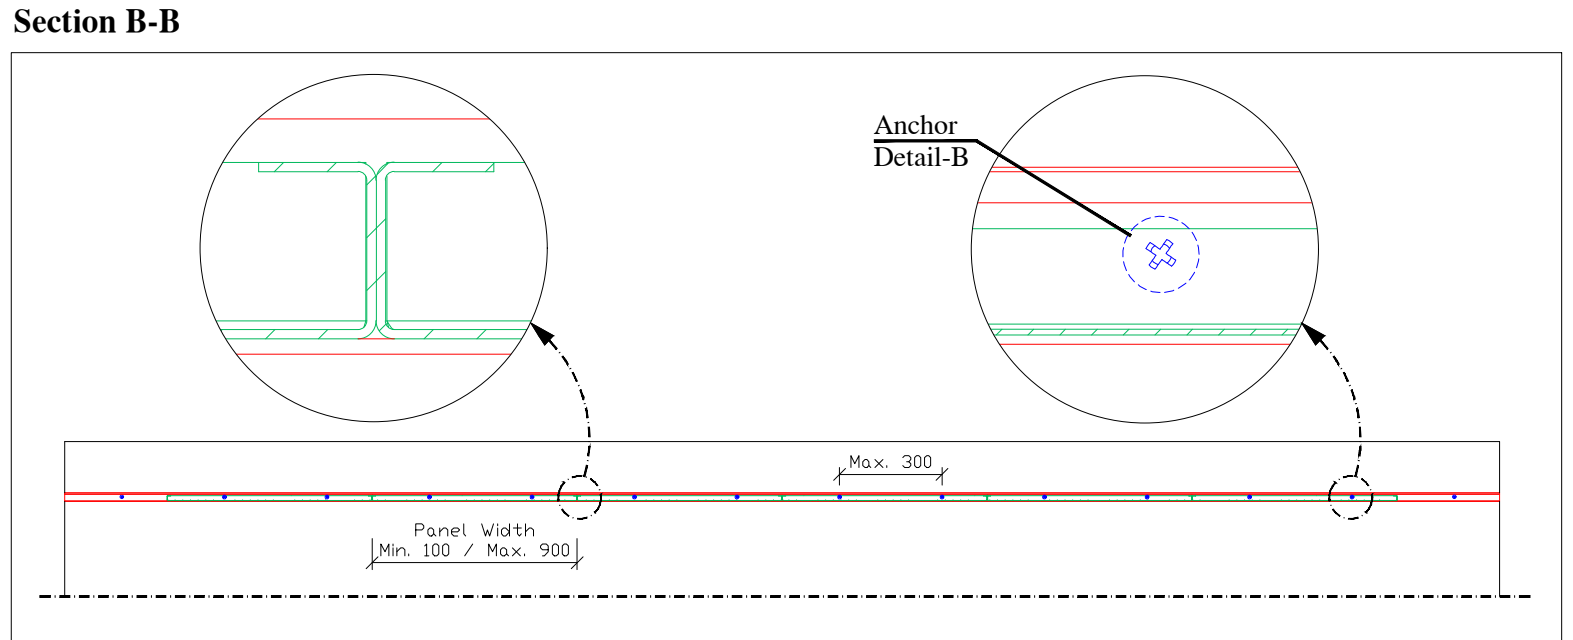 Section B-B
Anchor
Detail-B
Max. 300
Panel Width
Min. 100 / Max. 900